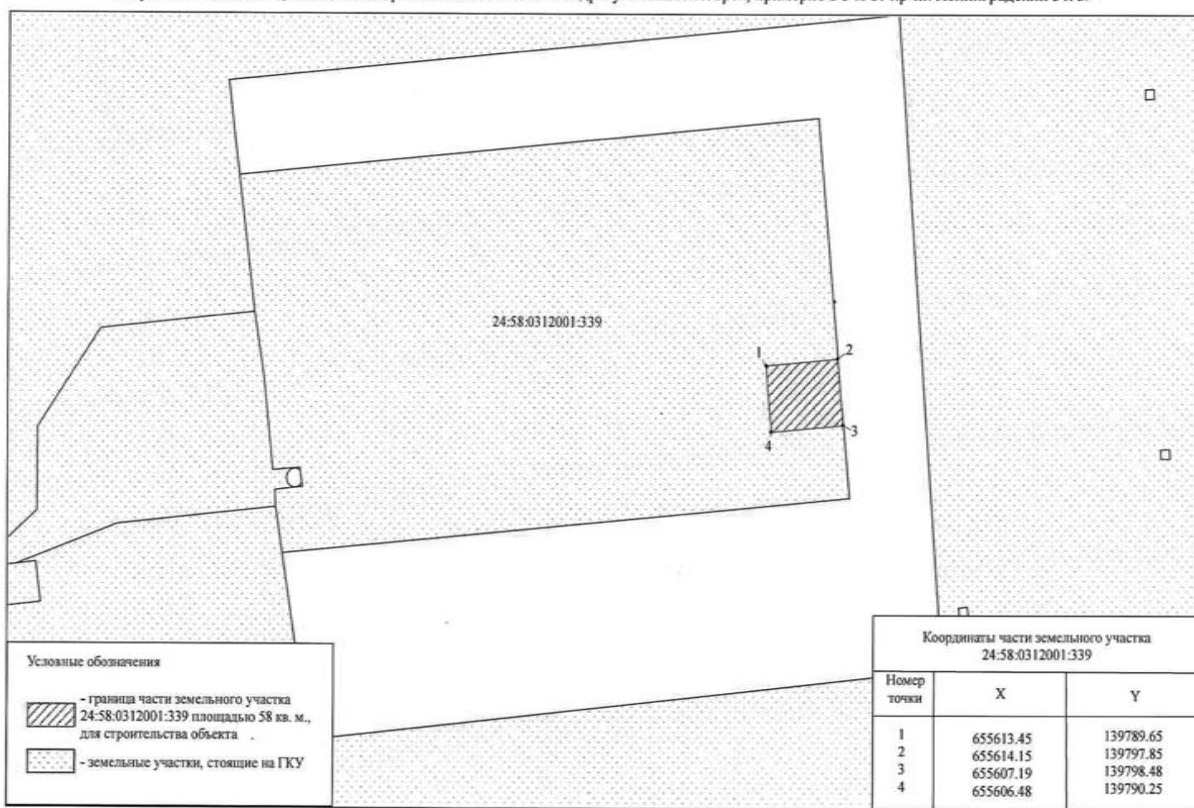 24:58:0312001:339
1
2
3
4
Условные обозначения
- граница части земельного участка
24:58:0312001:339 площадью 58 кв. м.,
для строительства объекта
- земельные участки, стоящие на ГКУ
Координаты части земельного участка
24:58:0312001:339
Номер точки X Y
1 655613.45 139789.65
2 655614.15 139797.85
3 655607.19 139798.48
4 655606.48 139790.25